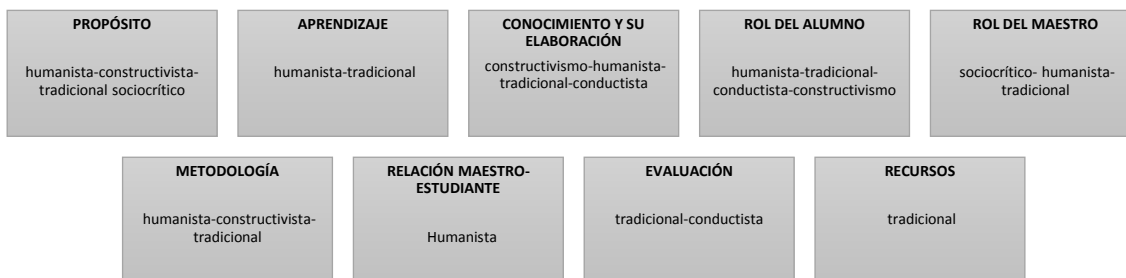 PROPÓSITO
humanista-constructivista-
tradicional sociocrítico
APRENDIZAJE
humanista-tradicional
CONOCIMIENTO Y SU
ELABORACIÓN
constructivismo-humanista-
tradicional-conductista
ROL DEL ALUMNO
humanista-tradicional-
conductista-constructivismo
ROL DEL MAESTRO
sociocrítico- humanista-
tradicional
METODOLOGÍA
humanista-constructivista-
tradicional
RELACIÓN MAESTRO-
ESTUDIANTE
Humanista
EVALUACIÓN
tradicional-conductista
RECURSOS
tradicional